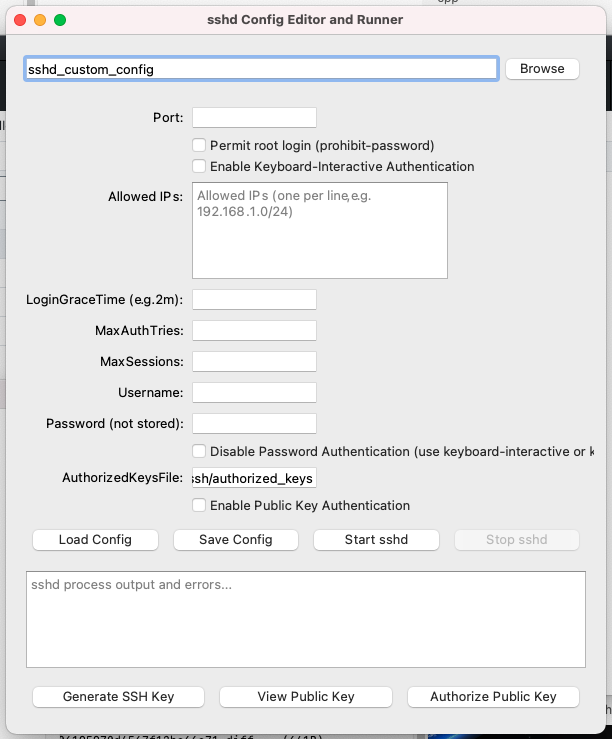 sshd Config Editor and Runner
sshd_custom_config
Browse
Port:
Permit root login (prohibit-password)
Enable Keyboard-Interactive Authentication
Allowed IPs:
Allowed IPs (one per line,e.g.
192.168.1.0/24)
LoginGraceTime (e.g.2m):
MaxAuthTries:
MaxSessions:
Username:
Password (not stored):
Disable Password Authentication (use keyboard-interactive or k
AuthorizedKeysFile:
ssh/authorized_keys
Enable Public Key Authentication
Load Config
Save Config
Start sshd
Stop sshd
sshd process output and errors...
Generate SSH Key
View Public Key
Authorize Public Key